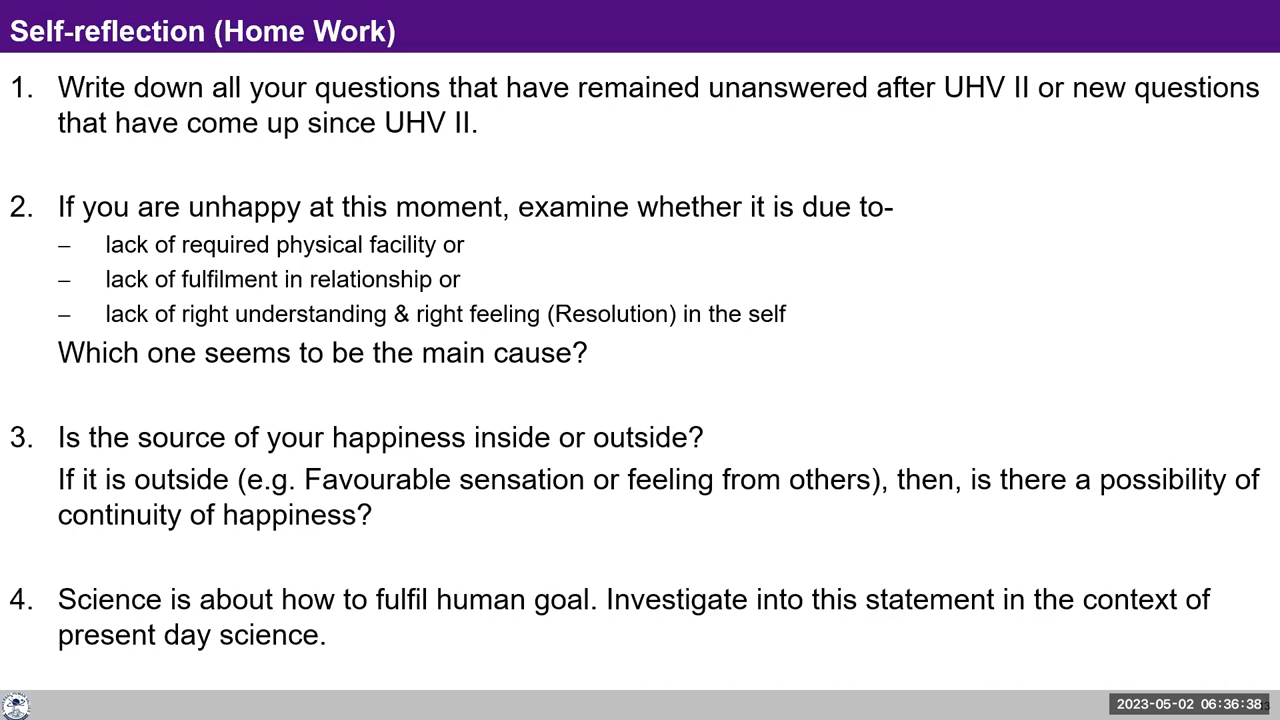 Self-reflection (Home Work)
1. Write down all your questions that have remained unanswered after UHV II or new questions
that have come up since UHV II.
2. If you are unhappy at this moment, examine whether it is due to-
– lack of required physical facility or
– lack of fulfilment in relationship or
– lack of right understanding & right feeling (Resolution) in the self
Which one seems to be the main cause?
3. Is the source of your happiness inside or outside?
If it is outside (e.g. Favourable sensation or feeling from others), then, is there a possibility of
continuity of happiness?
4. Science is about how to fulfil human goal. Investigate into this statement in the context of
present day science.
2023-05-02 06:36:38